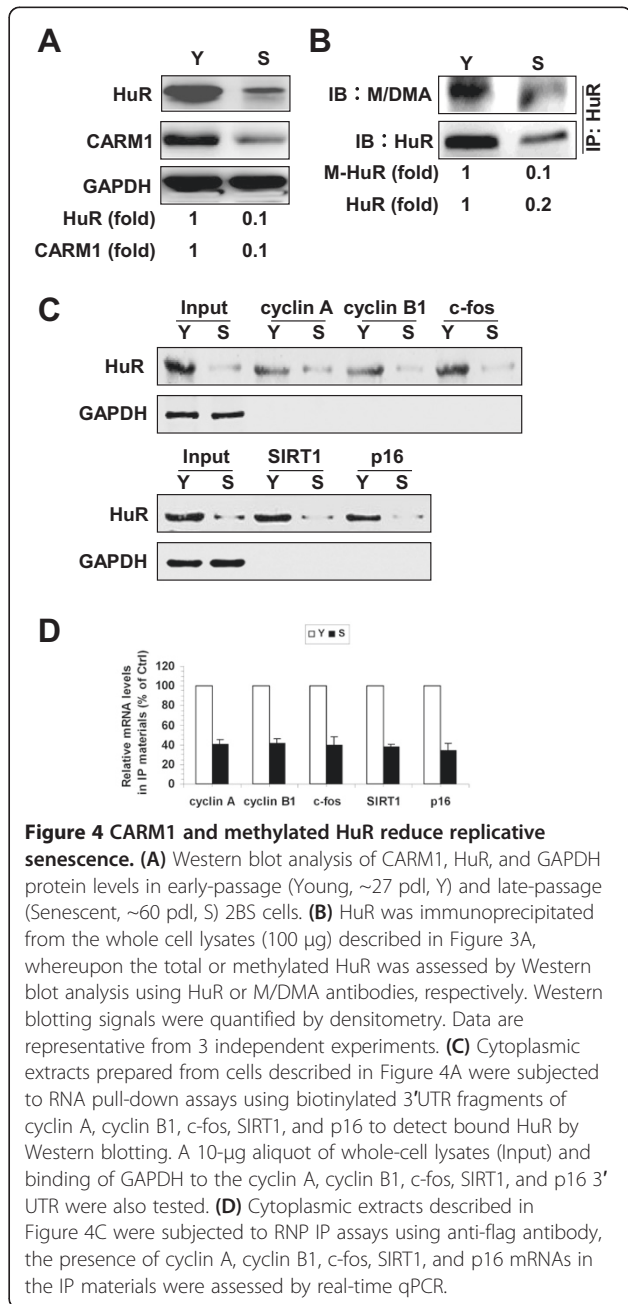 A
Y S
HuR
CARM1
GAPDH
HuR (fold) 1 0.1
CARM1 (fold) 1 0.1
B
Y S
IB : M/DMA
IB : HuR
IP: HuR
M-HuR (fold) 1 0.1
HuR (fold) 1 0.2
C
Input cyclin A cyclin B1 c-fos
Y S Y S Y S Y S
HuR
GAPDH
Input SIRT1 p16
Y S Y S Y S
HuR
GAPDH
D
Y S
Relative mRNA levels
in IP materials (% of Ctrl)
120
100
80
60
40
20
0
cyclin A cyclin B1 c-fos SIRT1 p16
Figure 4 CARM1 and methylated HuR reduce replicative
senescence. (A) Western blot analysis of CARM1, HuR, and GAPDH
protein levels in early-passage (Young, ~27 pdl, Y) and late-passage
(Senescent, ~60 pdl, S) 2BS cells. (B) HuR was immunoprecipitated
from the whole cell lysates (100 μg) described in Figure 3A,
whereupon the total or methylated HuR was assessed by Western
blot analysis using HuR or M/DMA antibodies, respectively. Western
blotting signals were quantified by densitometry. Data are
representative from 3 independent experiments. (C) Cytoplasmic
extracts prepared from cells described in Figure 4A were subjected
to RNA pull-down assays using biotinylated 3′UTR fragments of
cyclin A, cyclin B1, c-fos, SIRT1, and p16 to detect bound HuR by
Western blotting. A 10-μg aliquot of whole-cell lysates (Input) and
binding of GAPDH to the cyclin A, cyclin B1, c-fos, SIRT1, and p16 3′
UTR were also tested. (D) Cytoplasmic extracts described in
Figure 4C were subjected to RNP IP assays using anti-flag antibody,
the presence of cyclin A, cyclin B1, c-fos, SIRT1, and p16 mRNAs in
the IP materials were assessed by real-time qPCR.